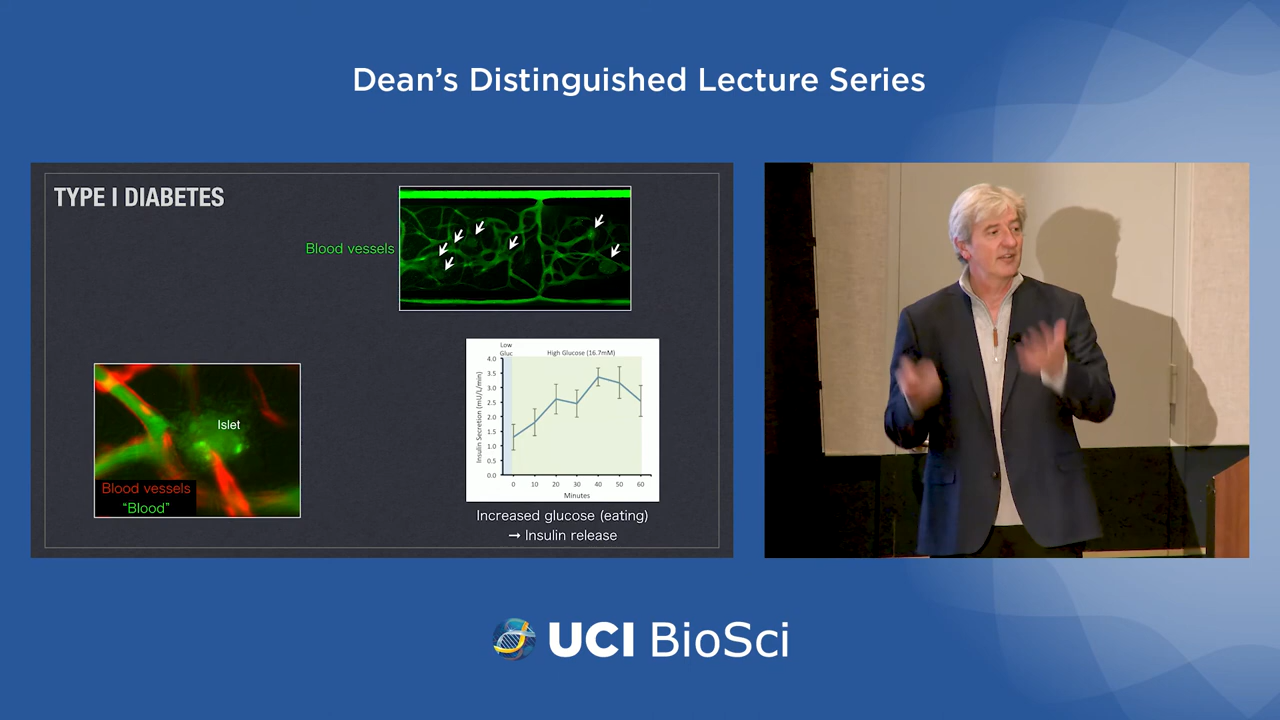 Dean's Distinguished Lecture Series
TYPE I DIABETES
Blood vessels
Islet
Blood vessels
“Blood”
Low
Gluc
High Glucose (16.7mM)
Insulin Secretion (mU/L/min)
4.0
3.5
3.0
2.5
2.0
1.5
1.0
0.5
0.0
0 10 20 30 40 50 60
Minutes
Increased glucose (eating)
→ Insulin release
UCI BioSci